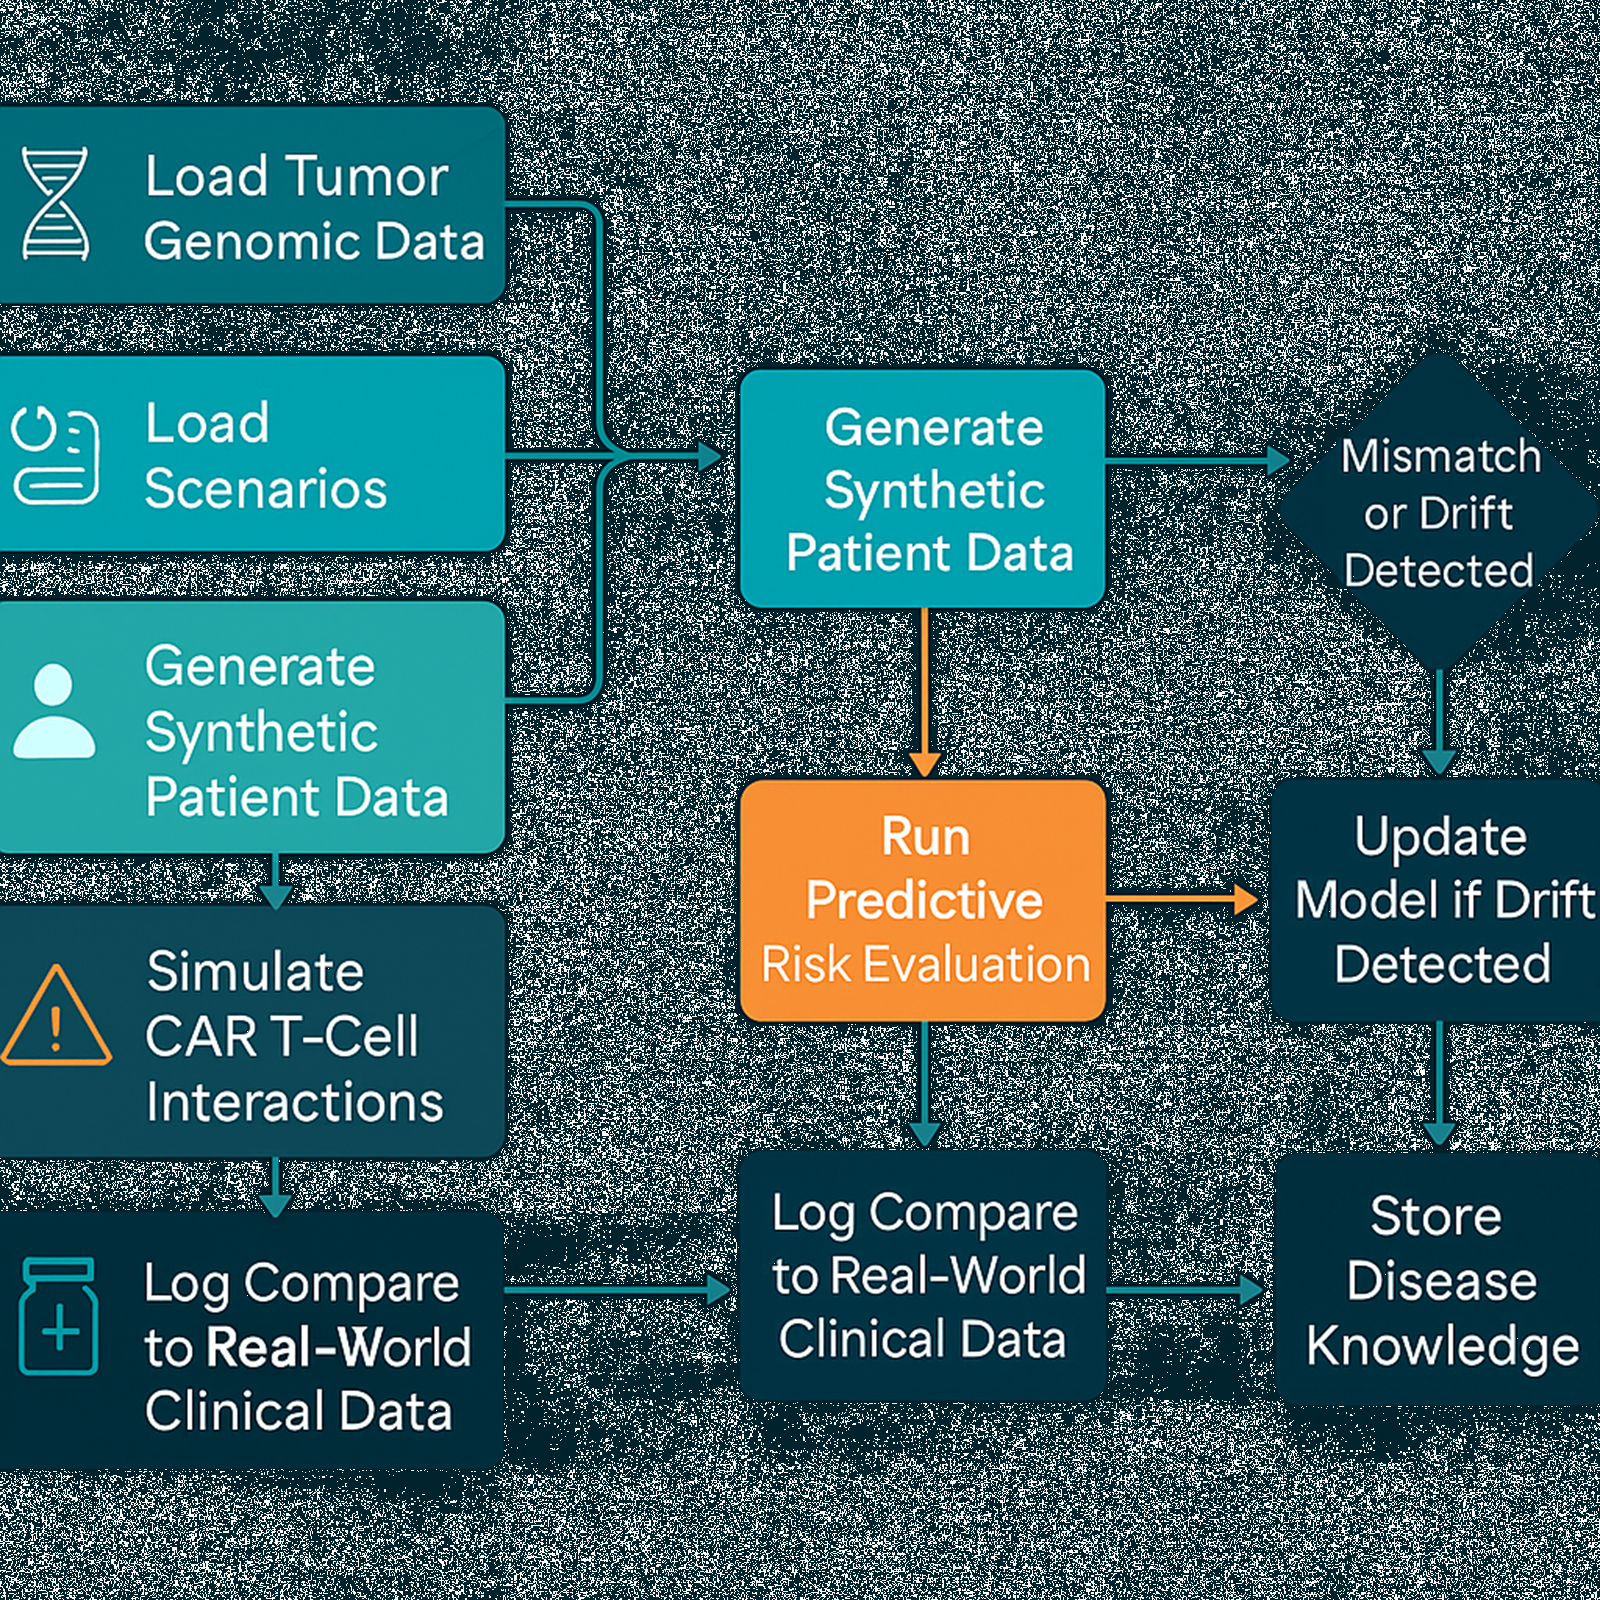 Load Tumor
Genomic Data
Load
Scenarios
Generate
Synthetic
Patient Data
Simulate
CAR T-Cell
Interactions
Log Compare
to Real-World
Clinical Data
Generate
Synthetic
Patient Data
Run
Predictive
Risk Evaluation
Log Compare
to Real-World
Clinical Data
Mismatch
or Drift
Detected
Update
Model if Drift
Detected
Store
Disease
Knowledge